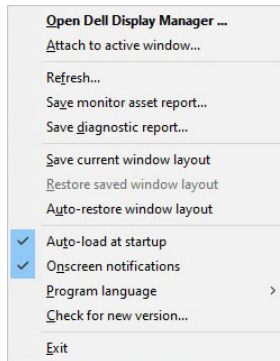 Open Dell Display Manager ...
Attach to active window...
Refresh...
Save monitor asset report...
Save diagnostic report...
Save current window layout
Restore saved window layout
Auto-restore window layout
Auto-load at startup
Onscreen notifications
Program language
Check for new version...
Exit